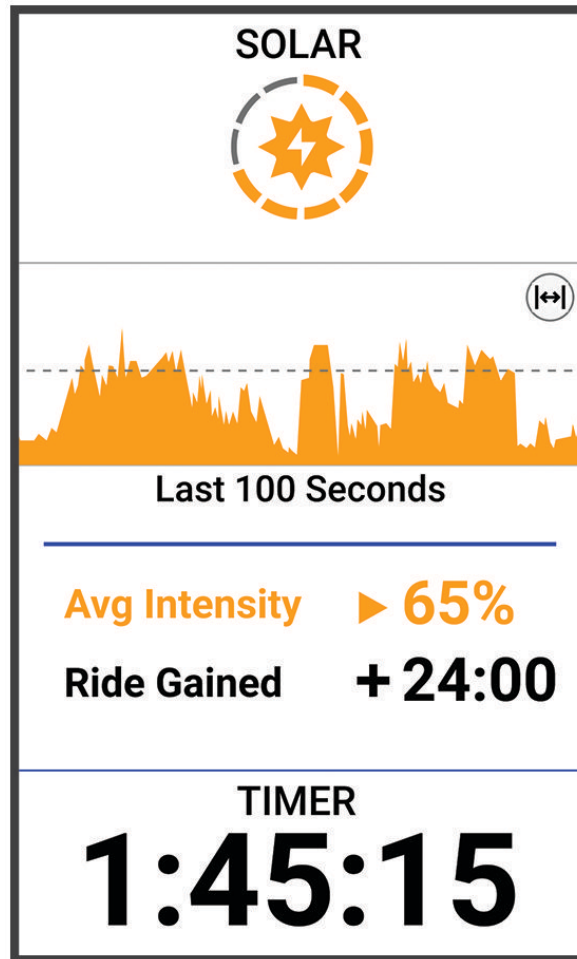 SOLAR
Last 100 Seconds
Avg Intensity 65%
Ride Gained + 24:00
TIMER
1:45:15